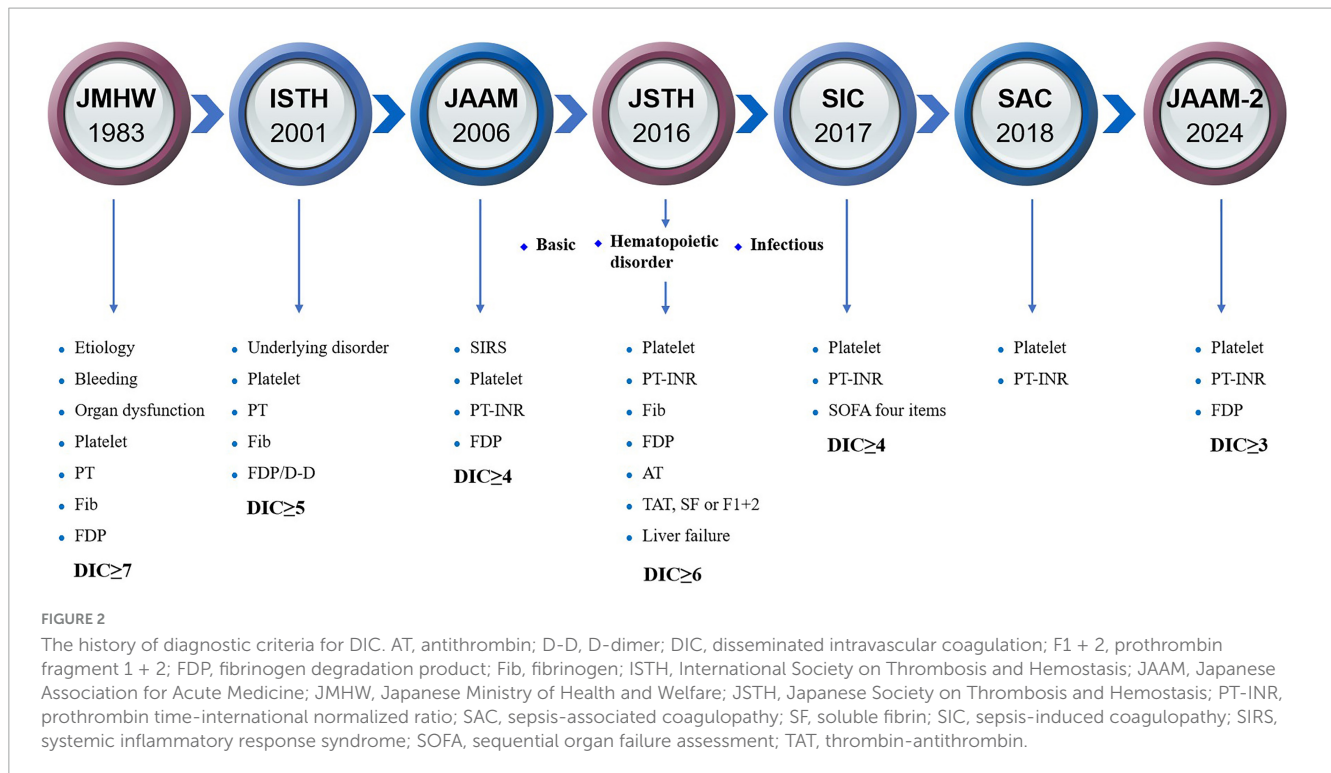 JMHW
1983
ISTH
2001
JAAM
2006
JSTH
2016
SIC
2017
SAC
2018
JAAM-2
2024
Basic
Hematopoietic
disorder
Infectious
Etiology
Bleeding
Organ dysfunction
Platelet
PT
Fib
FDP
DIC≥7
Underlying disorder
Platelet
PT
Fib
FDP/D-D
DIC≥5
SIRS
Platelet
PT-INR
FDP
DIC≥4
Platelet
PT-INR
Fib
FDP
AT
TAT, SF or F1+2
Liver failure
DIC≥6
Platelet
PT-INR
SOFA four items
DIC≥4
Platelet
PT-INR
Platelet
PT-INR
FDP
DIC≥3
FIGURE 2
The history of diagnostic criteria for DIC. AT, antithrombin; D-D, D-dimer; DIC, disseminated intravascular coagulation; F1 + 2, prothrombin
fragment 1 + 2; FDP, fibrinogen degradation product; Fib, fibrinogen; ISTH, International Society on Thrombosis and Hemostasis; JAAM, Japanese
Association for Acute Medicine; JMHW, Japanese Ministry of Health and Welfare; JSTH, Japanese Society on Thrombosis and Hemostasis; PT-INR,
prothrombin time-international normalized ratio; SAC, sepsis-associated coagulopathy; SF, soluble fibrin; SIC, sepsis-induced coagulopathy; SIRS,
systemic inflammatory response syndrome; SOFA, sequential organ failure assessment; TAT, thrombin-antithrombin.